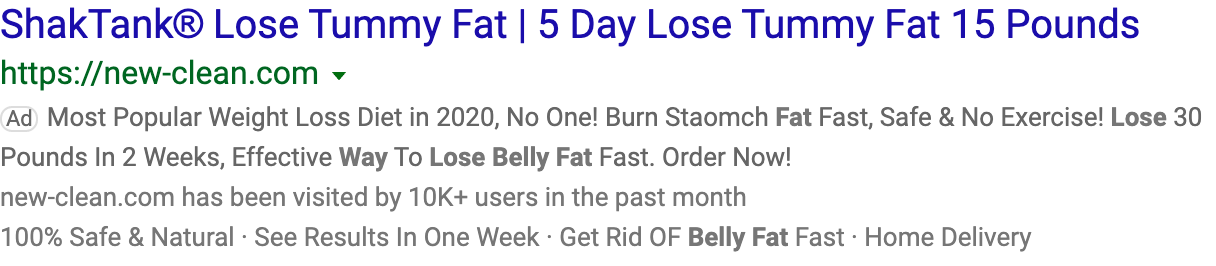 ShakTank® Lose Tummy Fat | 5 Day Lose Tummy Fat 15 Pounds
https://new-clean.com
Ad Most Popular Weight Loss Diet in 2020, No One! Burn Staomch Fat Fast, Safe & No Exercise! Lose 30
Pounds In 2 Weeks, Effective Way To Lose Belly Fat Fast. Order Now!
new-clean.com has been visited by 10K+ users in the past month
100% Safe & Natural · See Results In One Week · Get Rid OF Belly Fat Fast · Home Delivery